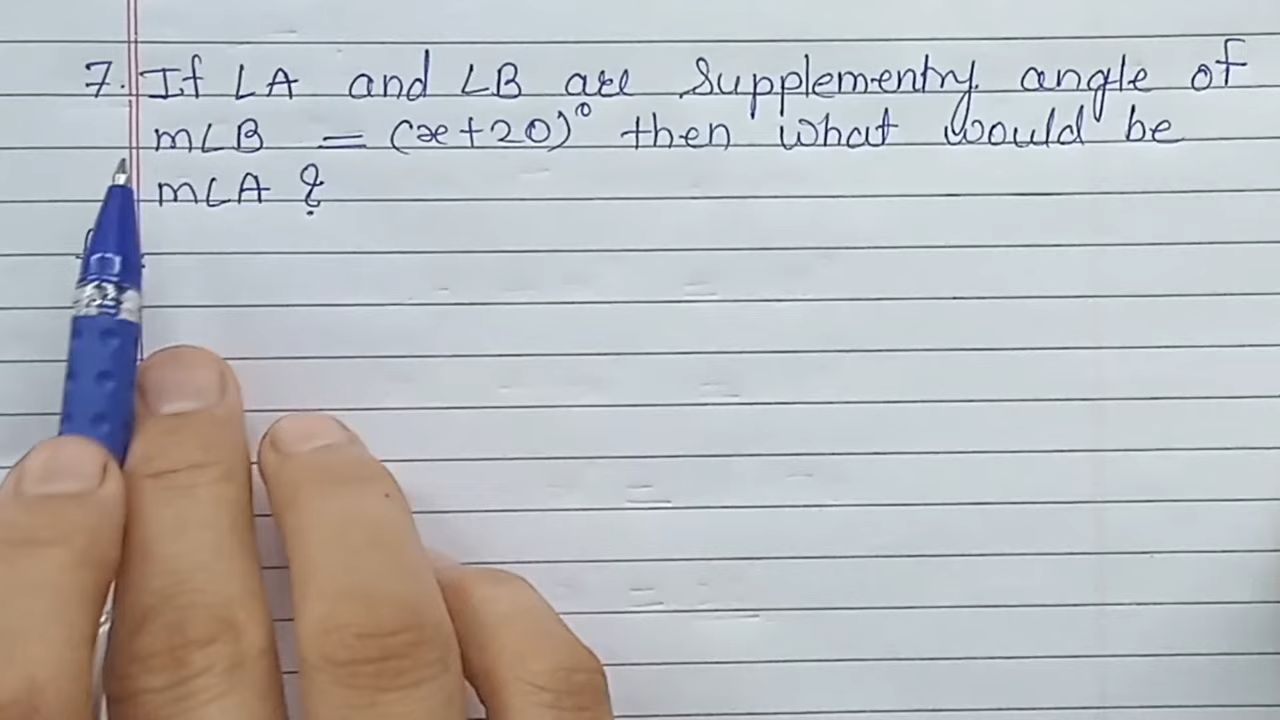 7. If ∠A and ∠B are Supplementry angle of
m∠B = (x+20)° then what would be
m∠A ?